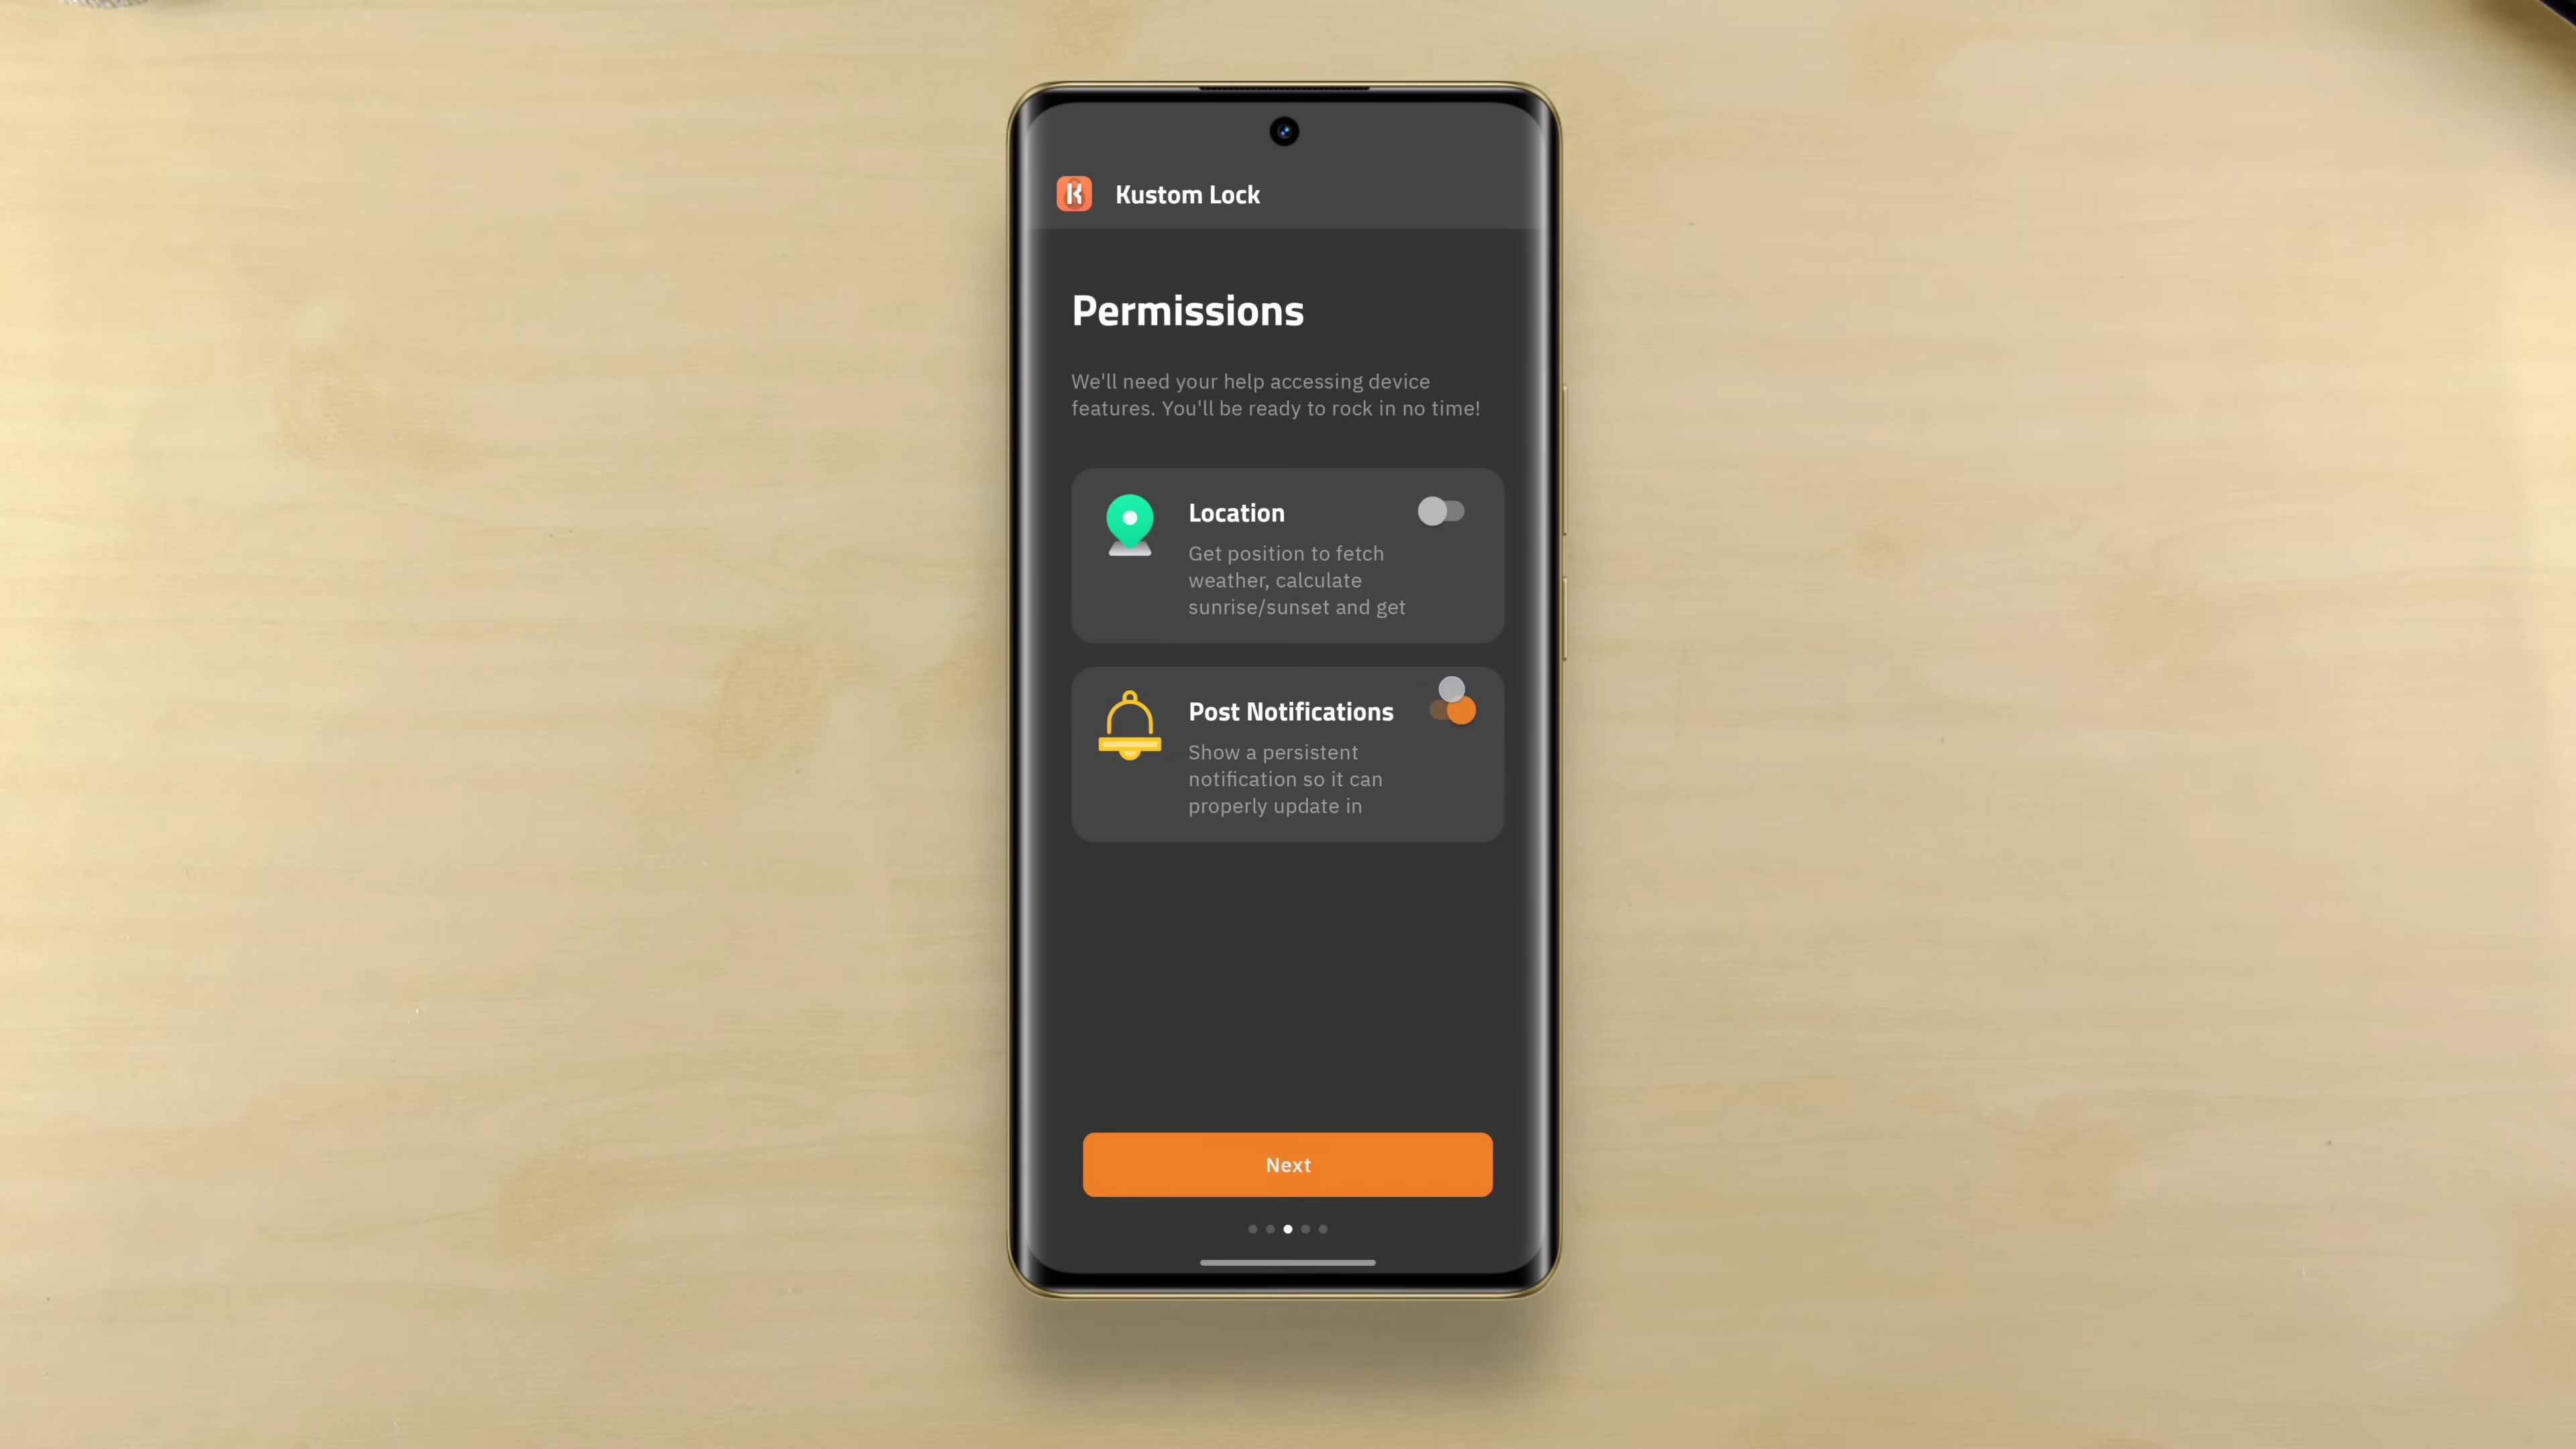 Kustom Lock
Permissions
We'll need your help accessing device
features. You'll be ready to rock in no time!
Location
Get position to fetch
weather, calculate
sunrise/sunset and get
Post Notifications
Show a persistent
notification so it can
properly update in
Next